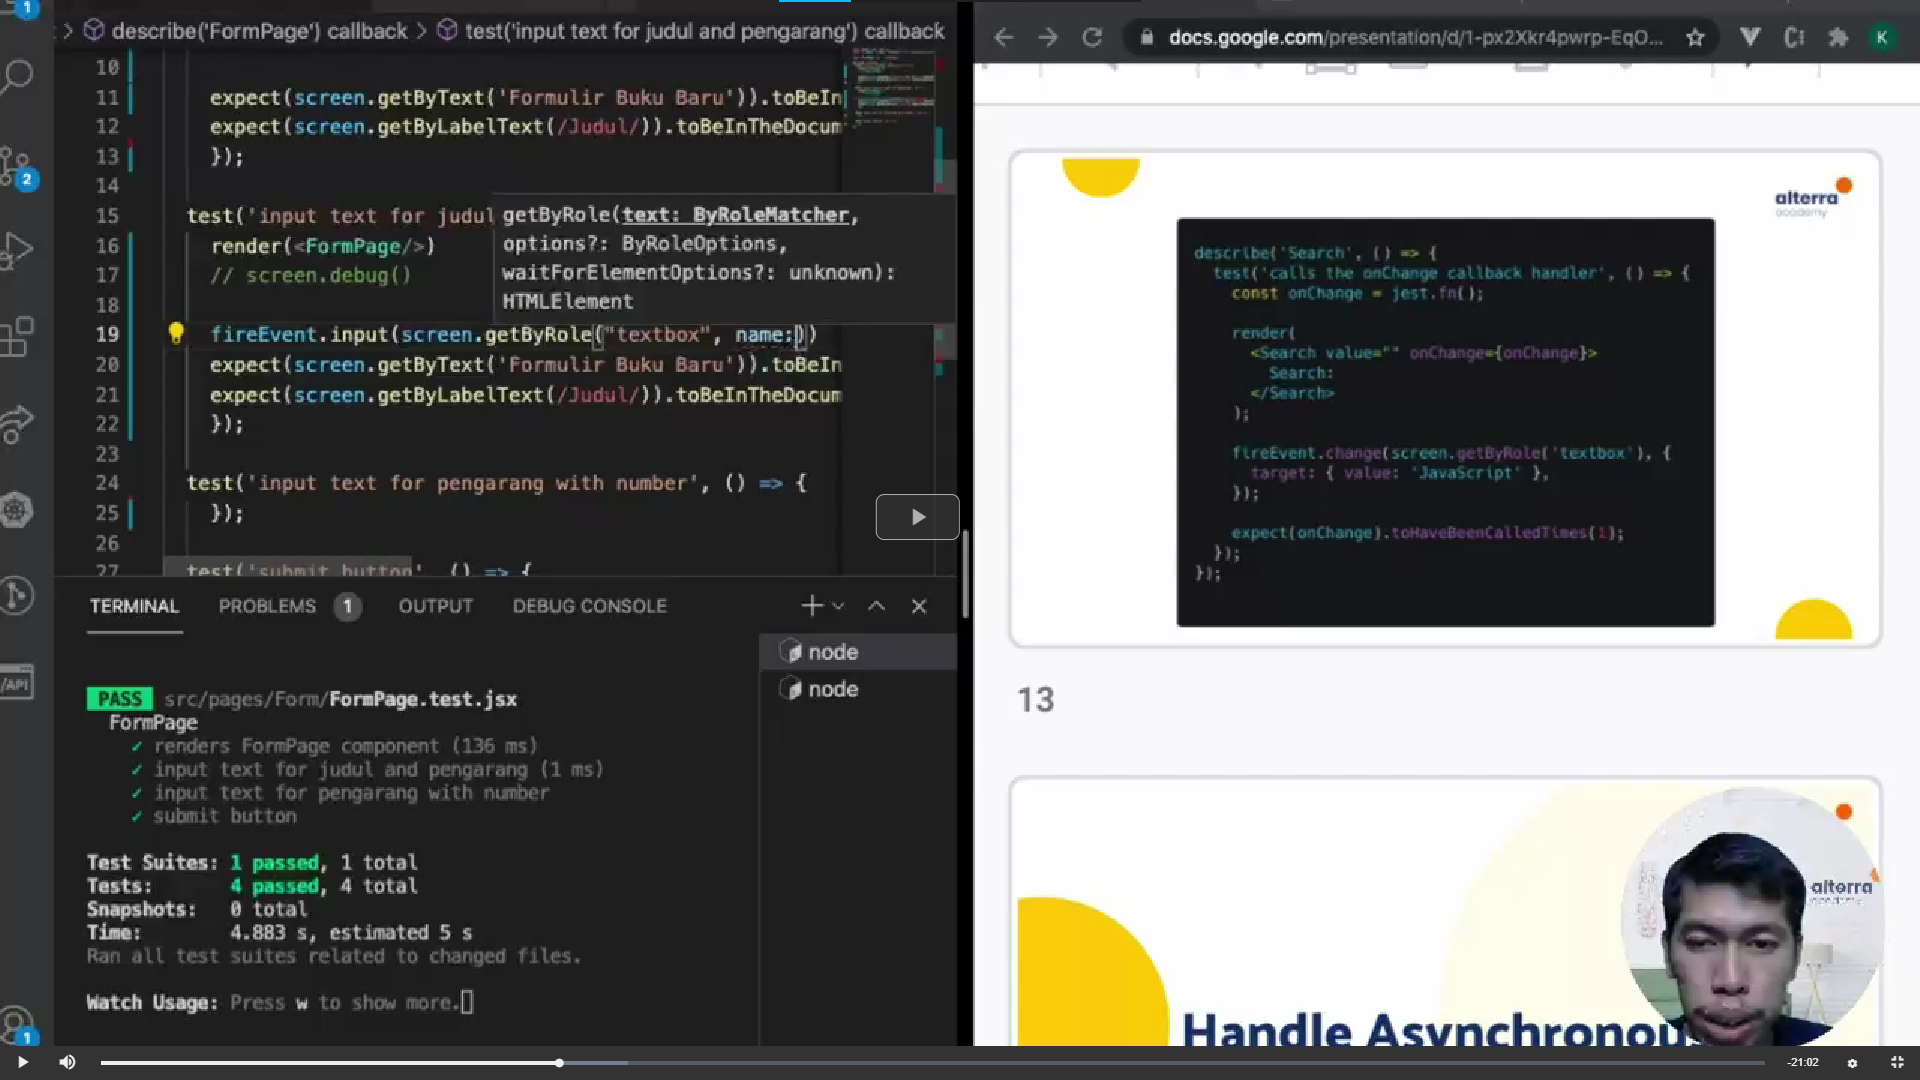 1
describe('FormPage') callback > test('input text for judul and pengarang') callback
10
11 expect(screen.getByText('Formulir Buku Baru')).toBeIn
12 expect(screen.getByLabelText(/Judul/)).toBeInTheDocum
13 });
14
15 test('input text for judul
16 render(<FormPage/>)
17 // screen.debug()
18
getByRole(text: ByRoleMatcher,
options?: ByRoleOptions,
waitForElementOptions?: unknown):
HTMLElement
19 fireEvent.input(screen.getByRole("textbox", name:))
20 expect(screen.getByText('Formulir Buku Baru')).toBeIn
21 expect(screen.getByLabelText(/Judul/)).toBeInTheDocum
22 });
23
24 test('input text for pengarang with number', () => {
25 });
26
27 test('submit button', () => {
2
/API
1
TERMINAL PROBLEMS 1 OUTPUT DEBUG CONSOLE
node
node
PASS src/pages/Form/FormPage.test.jsx
FormPage
✓ renders FormPage component (136 ms)
✓ input text for judul and pengarang (1 ms)
✓ input text for pengarang with number
✓ submit button
Test Suites: 1 passed, 1 total
Tests: 4 passed, 4 total
Snapshots: 0 total
Time: 4.883 s, estimated 5 s
Ran all test suites related to changed files.
Watch Usage: Press w to show more.
docs.google.com/presentation/d/1-px2Xkr4pwrp-EqO...
K
alterra
academy
describe('Search', () => {
test('calls the onChange callback handler', () => {
const onChange = jest.fn();
render(
<Search value="" onChange={onChange}>
Search:
</Search>
);
fireEvent.change(screen.getByRole('textbox'), {
target: { value: 'JavaScript' },
});
expect(onChange).toHaveBeenCalledTimes(1);
});
});
13
alterra
academy
Handle Asynchronou
-21:02